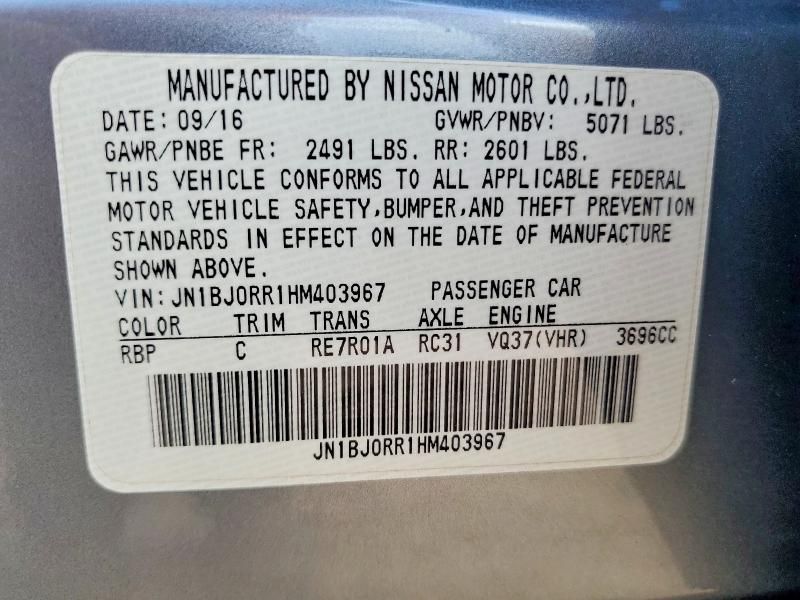 MANUFACTURED BY NISSAN MOTOR CO.,LTD.
DATE: 09/16 GVWR/PNBV: 5071 LBS.
GAWR/PNBE FR: 2491 LBS. RR: 2601 LBS.
THIS VEHICLE CONFORMS TO ALL APPLICABLE FEDERAL
MOTOR VEHICLE SAFETY,BUMPER,AND THEFT PREVENTION
STANDARDS IN EFFECT ON THE DATE OF MANUFACTURE
SHOWN ABOVE.
VIN: JN1BJ0RR1HM403967 PASSENGER CAR
COLOR TRIM TRANS AXLE ENGINE
RBP C RE7R01A RC31 VQ37(VHR) 3696CC
JN1BJ0RR1HM403967